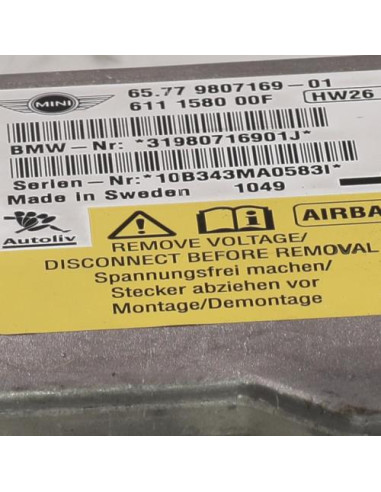 MINI
65.77 9807169-01
611 1580 00F
HW26
BMW-Nr: *31980716901J*
Serien-Nr:*10B343MA0583I*
Made in Sweden 1049
Autoliv
AIRBA
REMOVE VOLTAGE/
DISCONNECT BEFORE REMOVAL
Spannungsfrei machen/
Stecker abziehen vor
Montage/Demontage